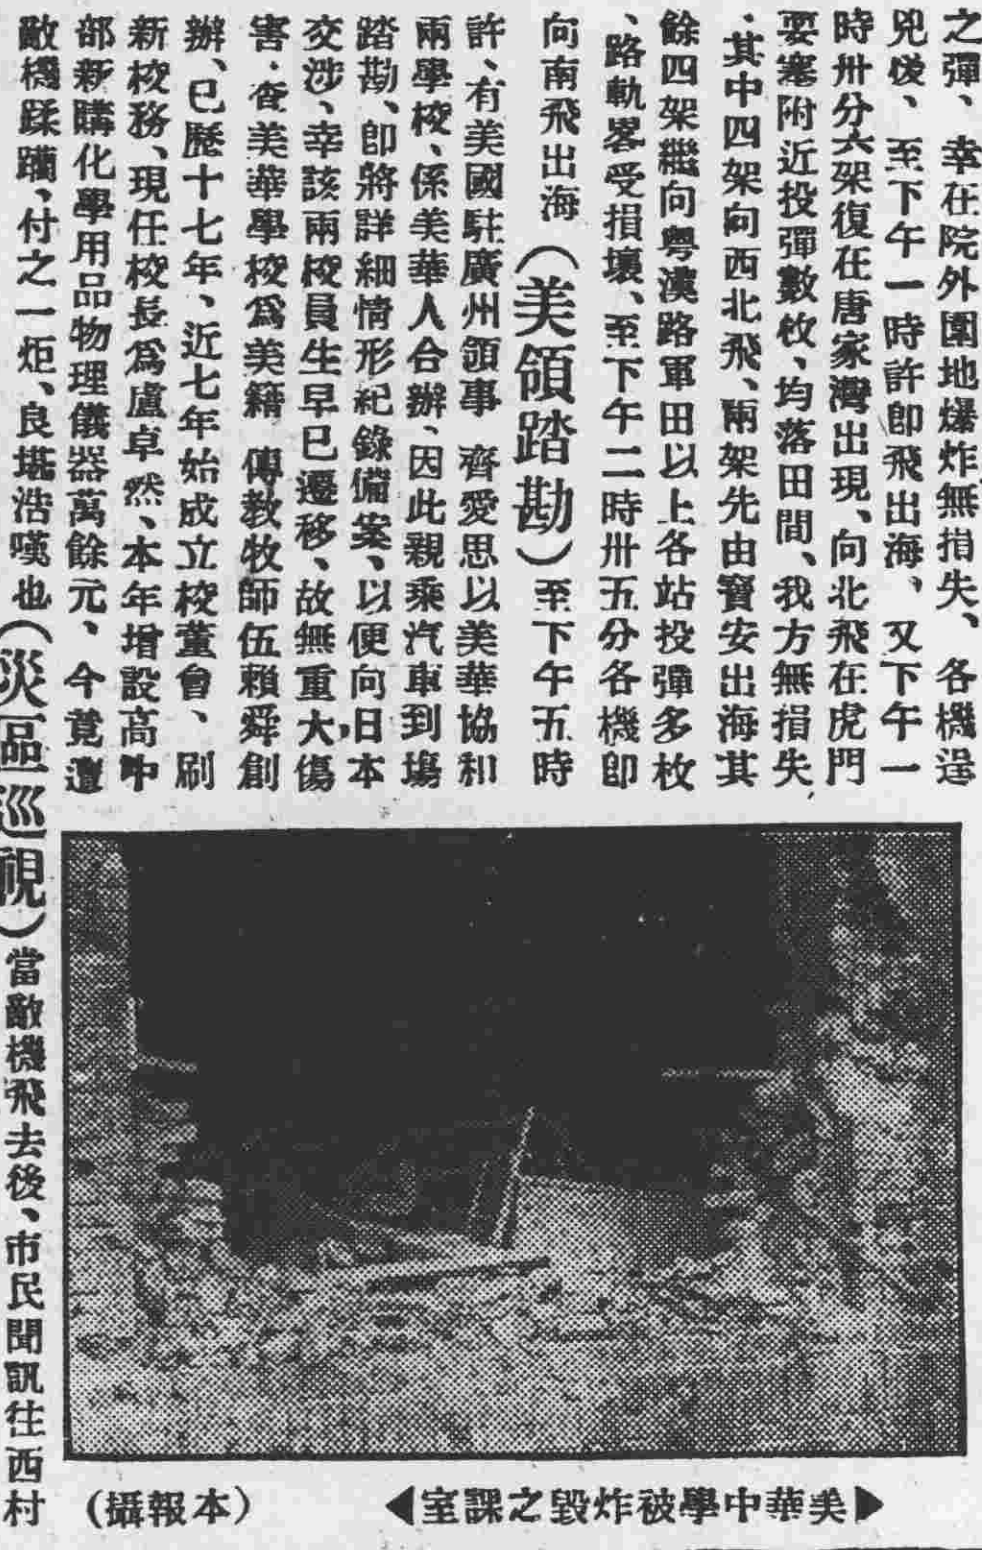 之彈、幸在院外園地爆炸無損失、各機逞
兇後、至下午一時許即飛出海、又下午一
時卅分六架復在唐家灣出現、向北飛在虎門
要塞附近投彈數枚、均落田間、我方無損失
．其中四架向西北飛、兩架先由寶安出海其
餘四架繼向粵漢路軍田以上各站投彈多枚
、路軌畧受損壞、至下午二時卅五分各機卽
向南飛出海（美領踏勘）至下午五時
許、有美國駐廣州領事 齊愛思以美華協和
兩學校、係美華人合辦、因此親乘汽車到塲
踏勘、卽將詳細情形紀錄備案、以便向日本
交涉、幸該兩校員生早已遷移、故無重大傷
害．查美華學校爲美籍 傳敎牧師伍賴舜創
辦、已歷十七年、近七年始成立校董會、刷
新校務、現任校長爲盧卓然、本年增設高中
部新購化學用品物理儀器萬餘元、今竟遭
敵機蹂躪、付之一炬、良堪浩嘆也（災區巡視）當敵機飛去後、市民聞訊往西村
▶美華中學被炸毀之課室◀
（本報攝）